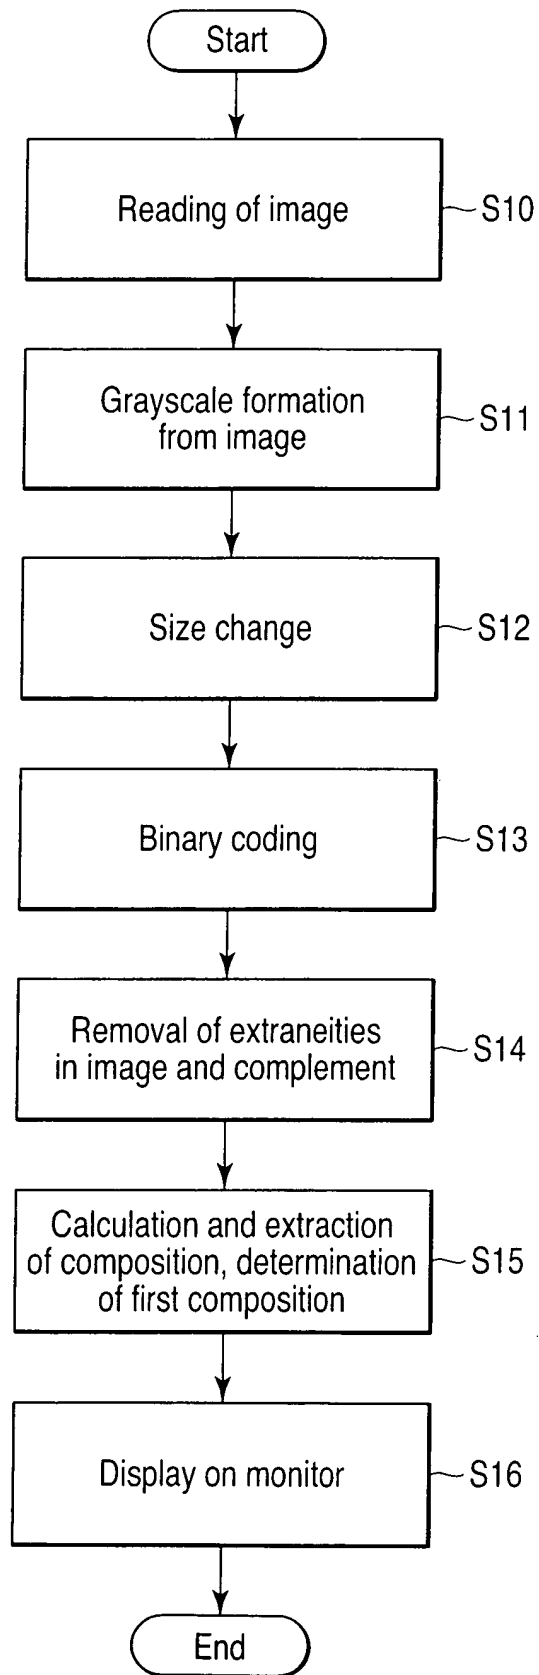 Start
Reading of image
S10
Grayscale formation
from image
S11
Size change
S12
Binary coding
S13
Removal of extraneities
in image and complement
S14
Calculation and extraction
of composition, determination
of first composition
S15
Display on monitor
S16
End